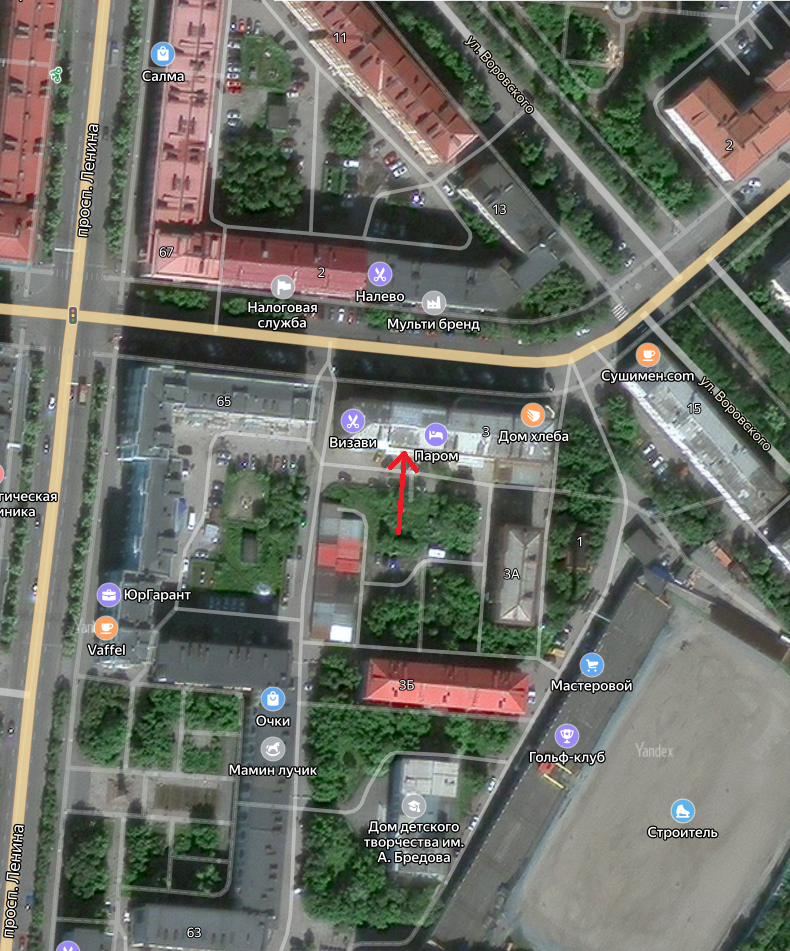 11
ул. Воровского
Салма
просп. Ленина
2
13
67
2
Налоговая
служба
Налево
Мульти бренд
Сушимен.com
ул. Воровского
15
65
Визави
Паром
3
Дом хлеба
гическая
иника
1
3А
ЮрГарант
Vaffel
3Б
Мастеровой
Очки
Гольф-клуб
Yandex
Мамин лучик
Дом детского
творчества им.
А. Бредова
Строитель
просп. Ленина
63